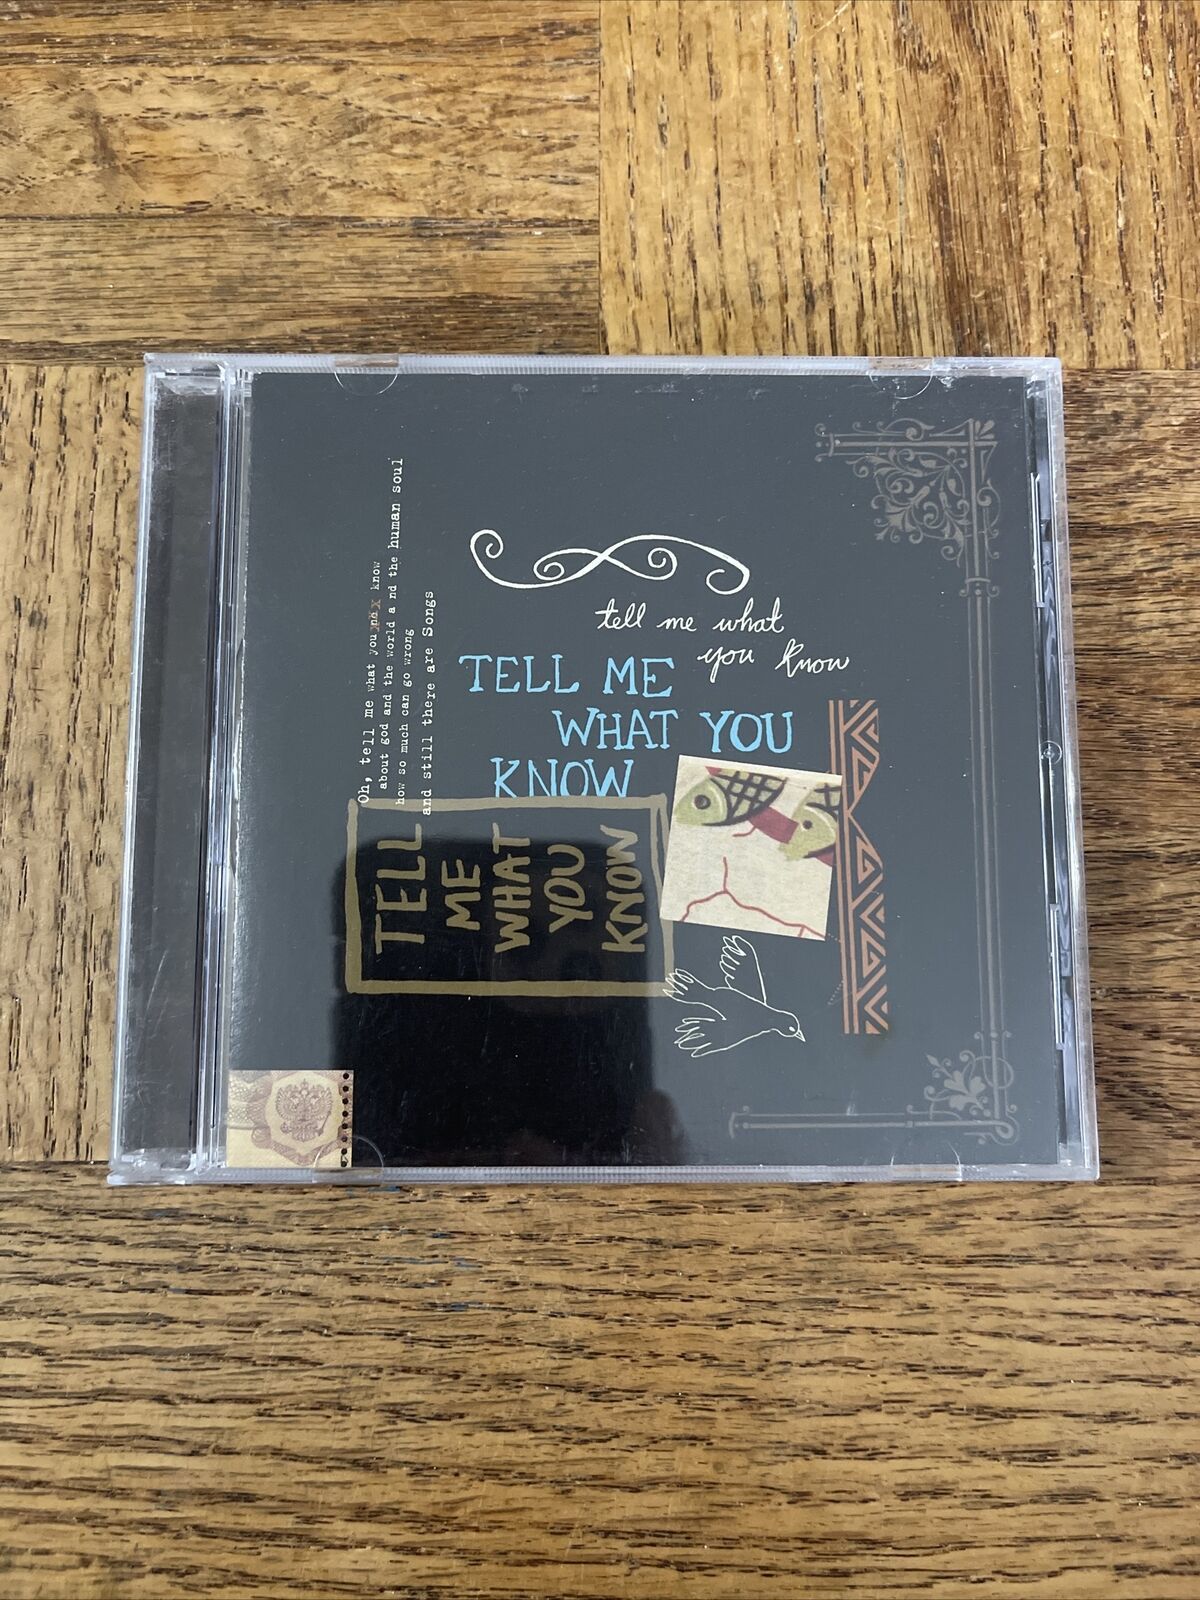 Oh, tell me what you know
about god and the world a nd the human soul
how so much can go wrong
and still there are Songs
tell me what
you know
TELL ME
WHAT YOU
KNOW
TELL
ME
WHAT
YOU
KNOW